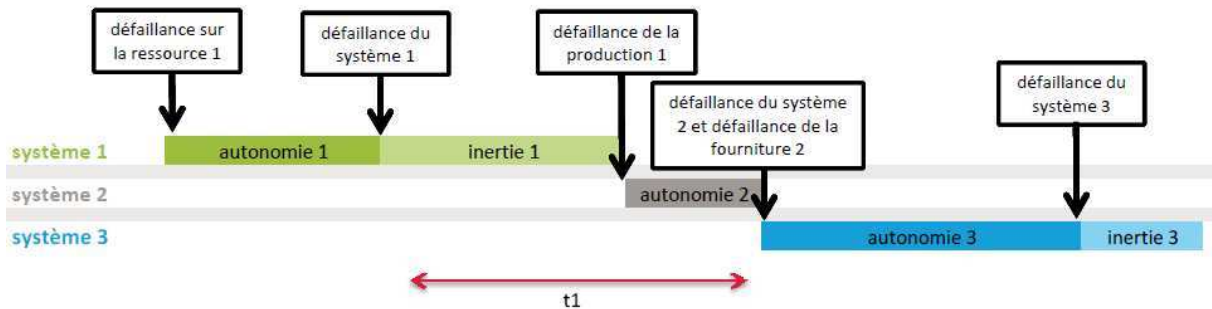 défaillance sur
la ressource 1
défaillance du
système 1
défaillance de la
production 1
défaillance du système
2 et défaillance de la
fourniture 2
défaillance du
système 3
système 1
autonomie 1
inertie 1
système 2
autonomie 2
système 3
autonomie 3
inertie 3
t1